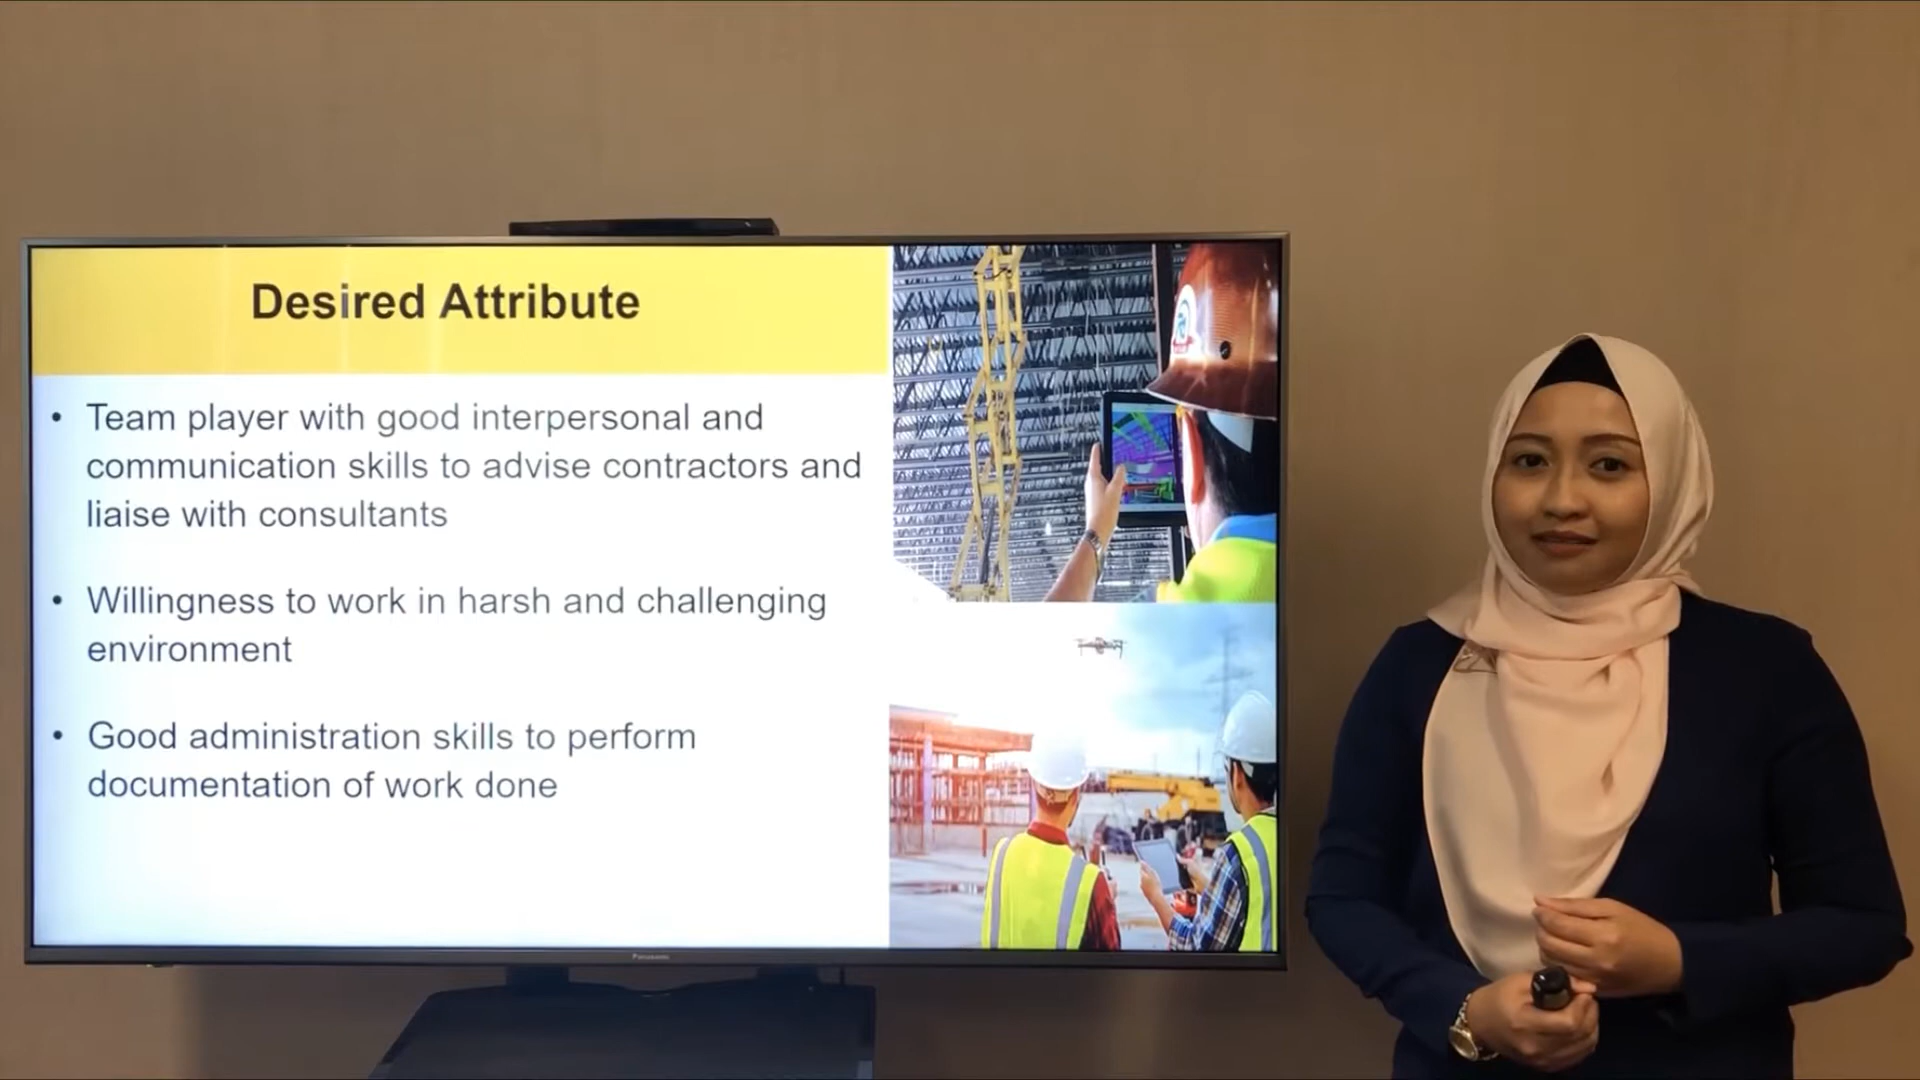 Desired Attribute
• Team player with good interpersonal and
communication skills to advise contractors and
liaise with consultants
• Willingness to work in harsh and challenging
environment
• Good administration skills to perform
documentation of work done
Panasonic